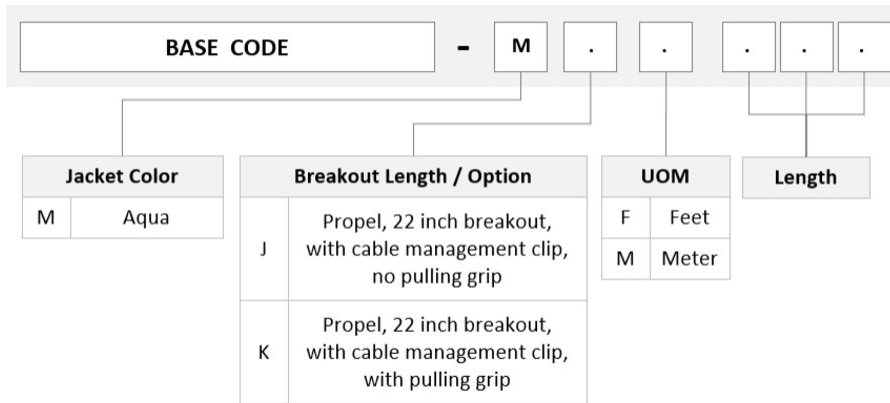 BASE CODE - M . . . . .
Jacket Color
M Aqua
Breakout Length / Option
J Propel, 22 inch breakout,
with cable management clip,
no pulling grip
K Propel, 22 inch breakout,
with cable management clip,
with pulling grip
UOM
F Feet
M Meter
Length